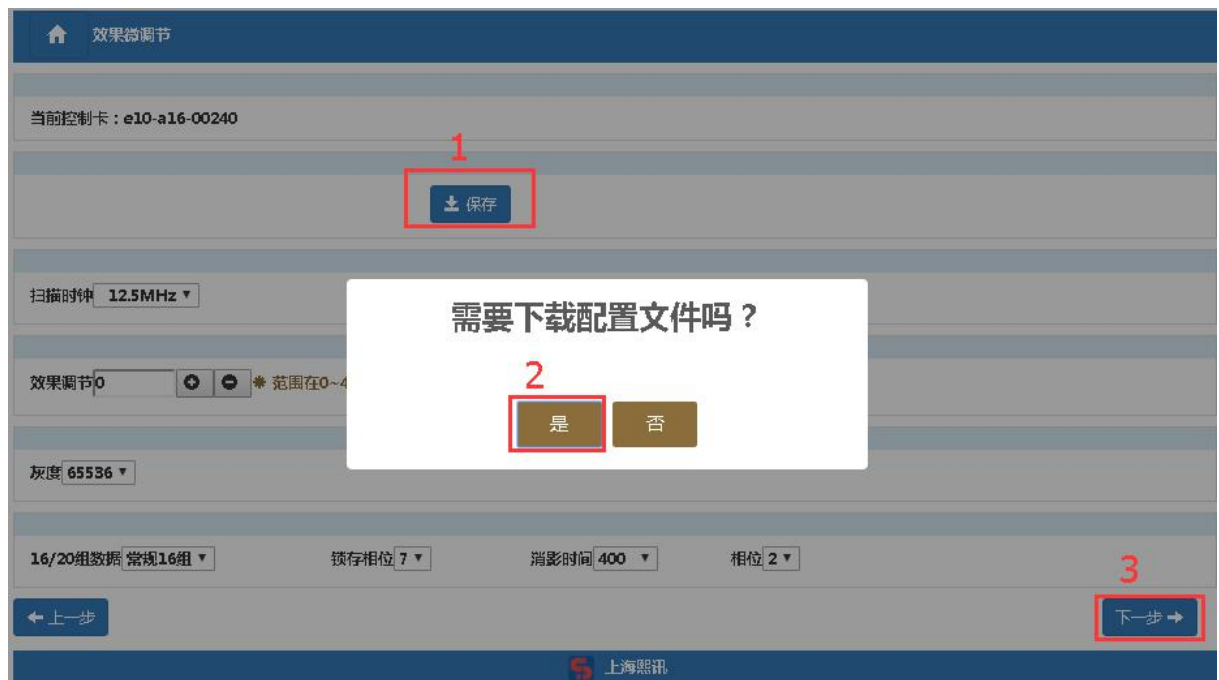 效果微调节
当前控制卡：e10-a16-00240
1
保存
扫描时钟 12.5MHz
需要下载配置文件吗？
效果调节 0 范围在0~4
2
是 否
灰度 65536
16/20组数据 常规16组 锁存相位 7 消影时间 400 相位 2
3
上一步 下一步
上海熙讯